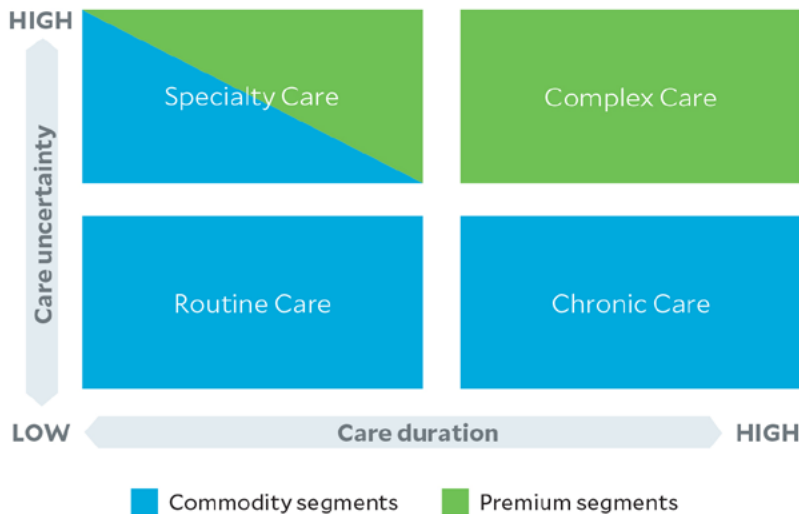 HIGH
Specialty Care
Complex Care
Care uncertainty
Routine Care
Chronic Care
LOW
Care duration
HIGH
Commodity segments
Premium segments